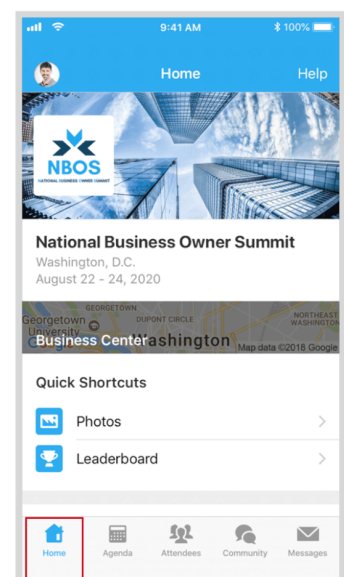 9:41 AM
100%
Home
Help
NBOS
NATIONAL BUSINESS OWNER SUMMIT
National Business Owner Summit
Washington, D.C.
August 22 - 24, 2020
GEORGETOWN
DUPONT CIRCLE
NORTHEAST
WASHINGTON
Georgetown
University
Washington
Business Center
Map data ©2018 Google
Quick Shortcuts
Photos
Leaderboard
Home
Agenda
Attendees
Community
Messages